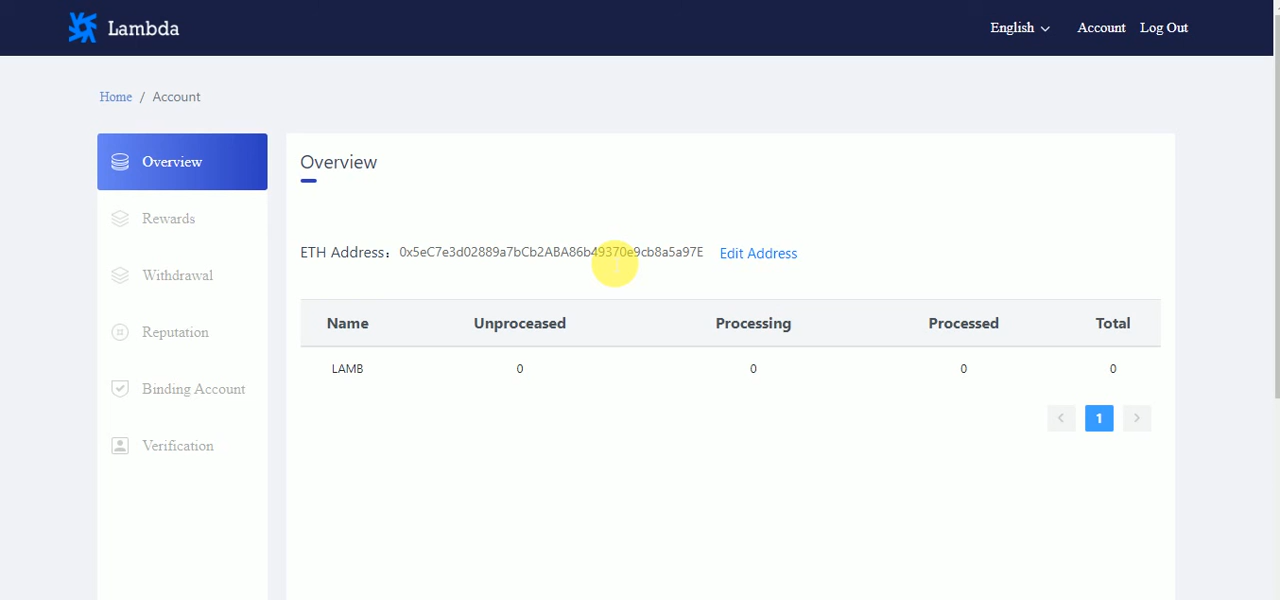 Lambda
English Account Log Out
Home / Account
Overview
Rewards
Withdrawal
Reputation
Binding Account
Verification
Overview
ETH Address: 0x5eC7e3d02889a7bCb2ABA86b49370e9cb8a5a97E Edit Address
Name Unproceased Processing Processed Total
LAMB 0 0 0 0
1